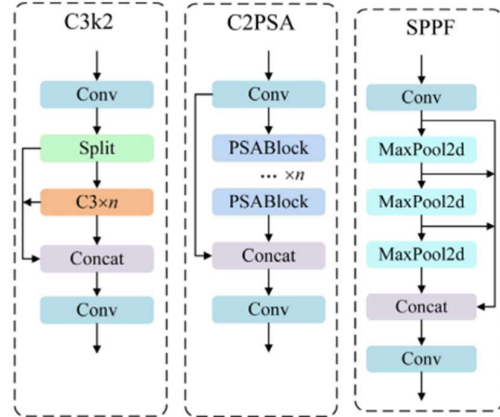 C3k2
Conv
Split
C3×n
Concat
Conv
C2PSA
Conv
PSABlock
... ×n
PSABlock
Concat
Conv
SPPF
Conv
MaxPool2d
MaxPool2d
MaxPool2d
Concat
Conv